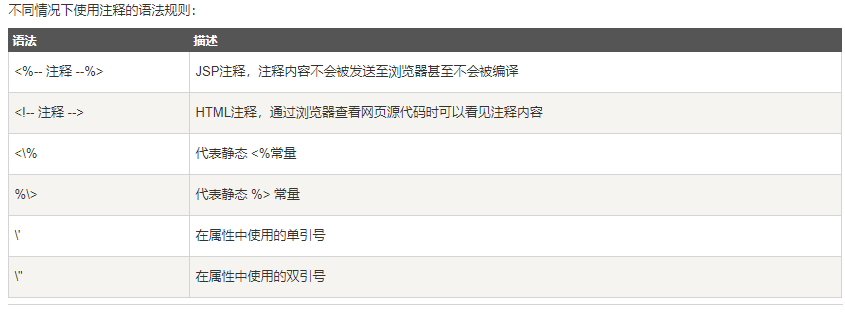 不同情况下使用注释的语法规则：
语法 描述
<%-- 注释 --%> JSP注释，注释内容不会被发送至浏览器甚至不会被编译
<!-- 注释 --> HTML注释，通过浏览器查看网页源代码时可以看见注释内容
<\% 代表静态 <%常量
%\> 代表静态 %> 常量
\' 在属性中使用的单引号
\" 在属性中使用的双引号